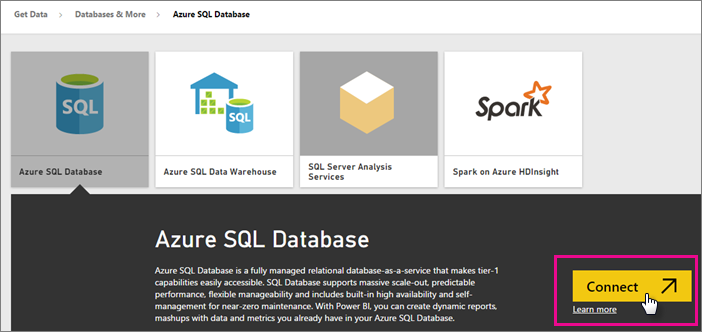 Get Data > Databases & More > Azure SQL Database
SQL
SQL
Spark
Azure SQL Database
Azure SQL Data Warehouse
SQL Server Analysis
Services
Spark on Azure HDInsight
Azure SQL Database
Azure SQL Database is a fully managed relational database-as-a-service that makes tier-1
capabilities easily accessible. SQL Database supports massive scale-out, predictable
performance, flexible manageability and includes built-in high availability and self-
management for near-zero maintenance. With Power BI, you can create dynamic reports,
mashups with data and metrics you already have in your Azure SQL Database.
Connect
Learn more